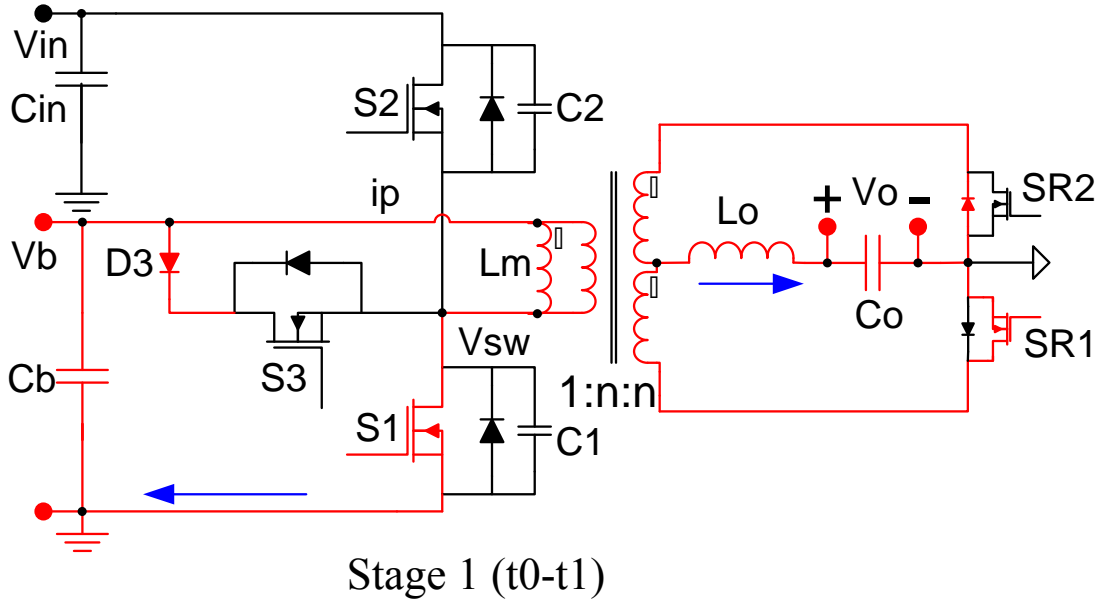 Vin
Cin
S2
C2
ip
Vb
D3
Lm
Lo
+
Vo
-
SR2
S3
Vsw
Co
SR1
Cb
S1
C1
1:n:n
Stage 1 (t0-t1)